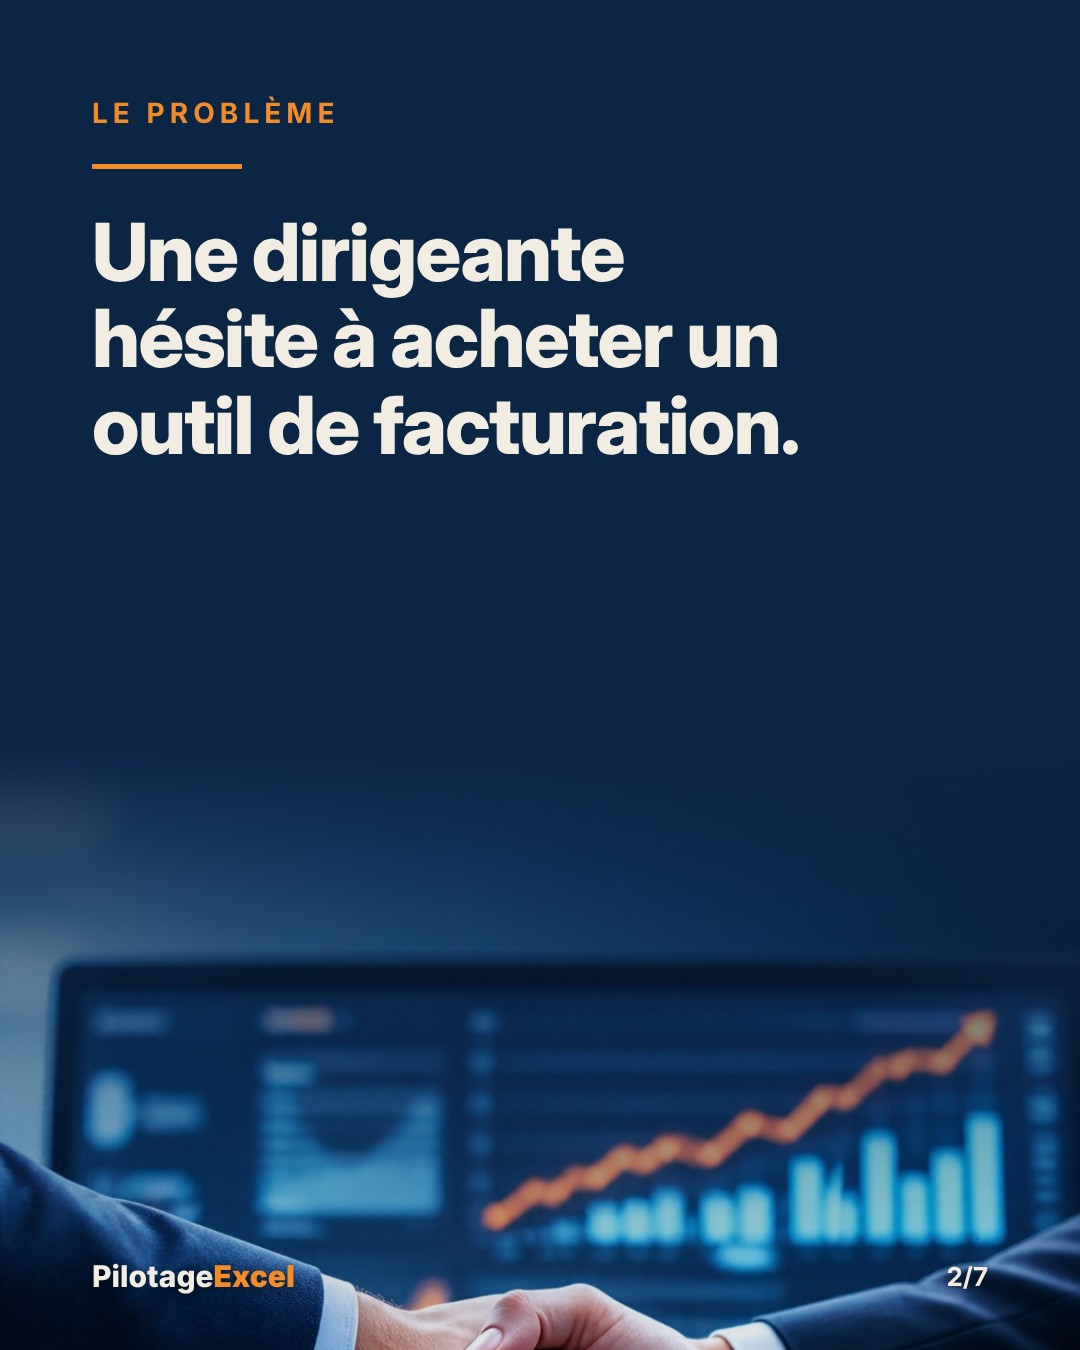 LE PROBLÈME
Une dirigeante
hésite à acheter un
outil de facturation.
PilotageExcel
2/7